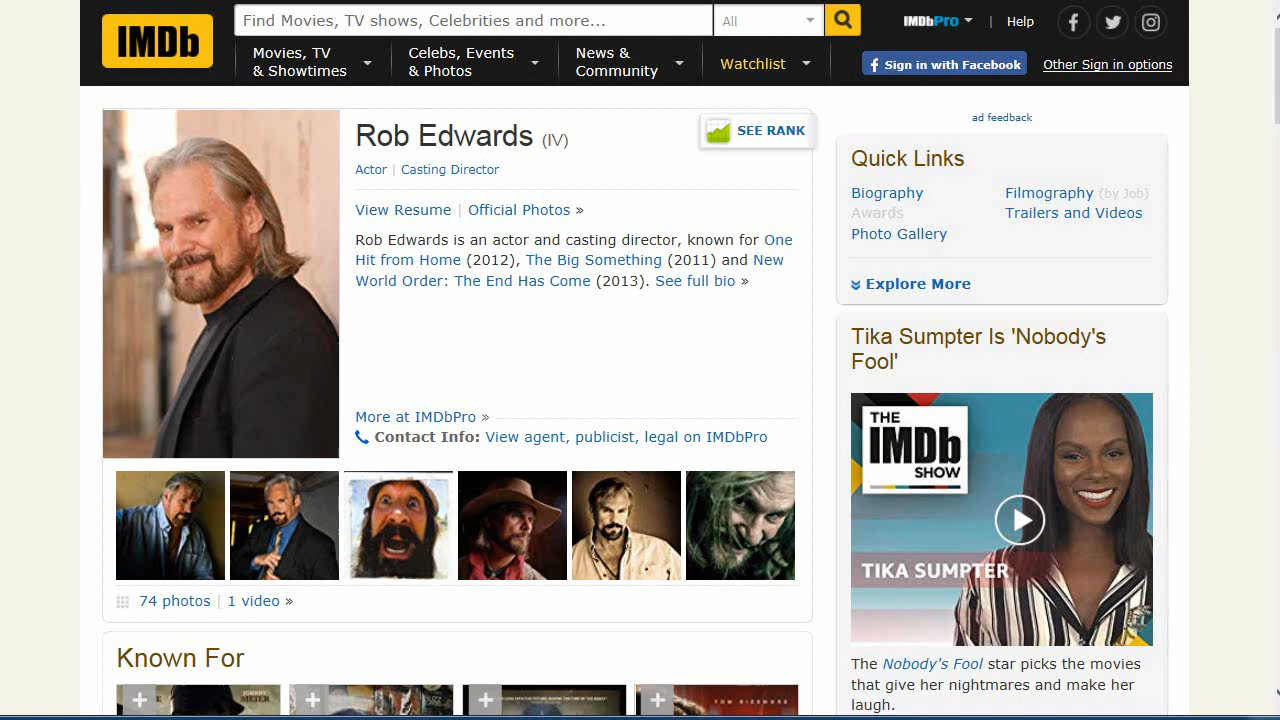 IMDb
Find Movies, TV shows, Celebrities and more...
All
IMDbPro
|
Help
Movies, TV
& Showtimes
Celebs, Events
& Photos
News &
Community
Watchlist
f Sign in with Facebook
Other Sign in options
Rob Edwards (IV)
SEE RANK
Actor | Casting Director
View Resume | Official Photos »
Rob Edwards is an actor and casting director, known for One
Hit from Home (2012), The Big Something (2011) and New
World Order: The End Has Come (2013). See full bio »
More at IMDbPro »
Contact Info: View agent, publicist, legal on IMDbPro
74 photos | 1 video »
Known For
JOHNNY
TOM SIZEMORE
ad feedback
Quick Links
Biography
Filmography (by Job)
Awards
Trailers and Videos
Photo Gallery
Explore More
Tika Sumpter Is 'Nobody's
Fool'
THE
IMDb
SHOW
TIKA SUMPTER
The Nobody's Fool star picks the movies
that give her nightmares and make her
laugh.